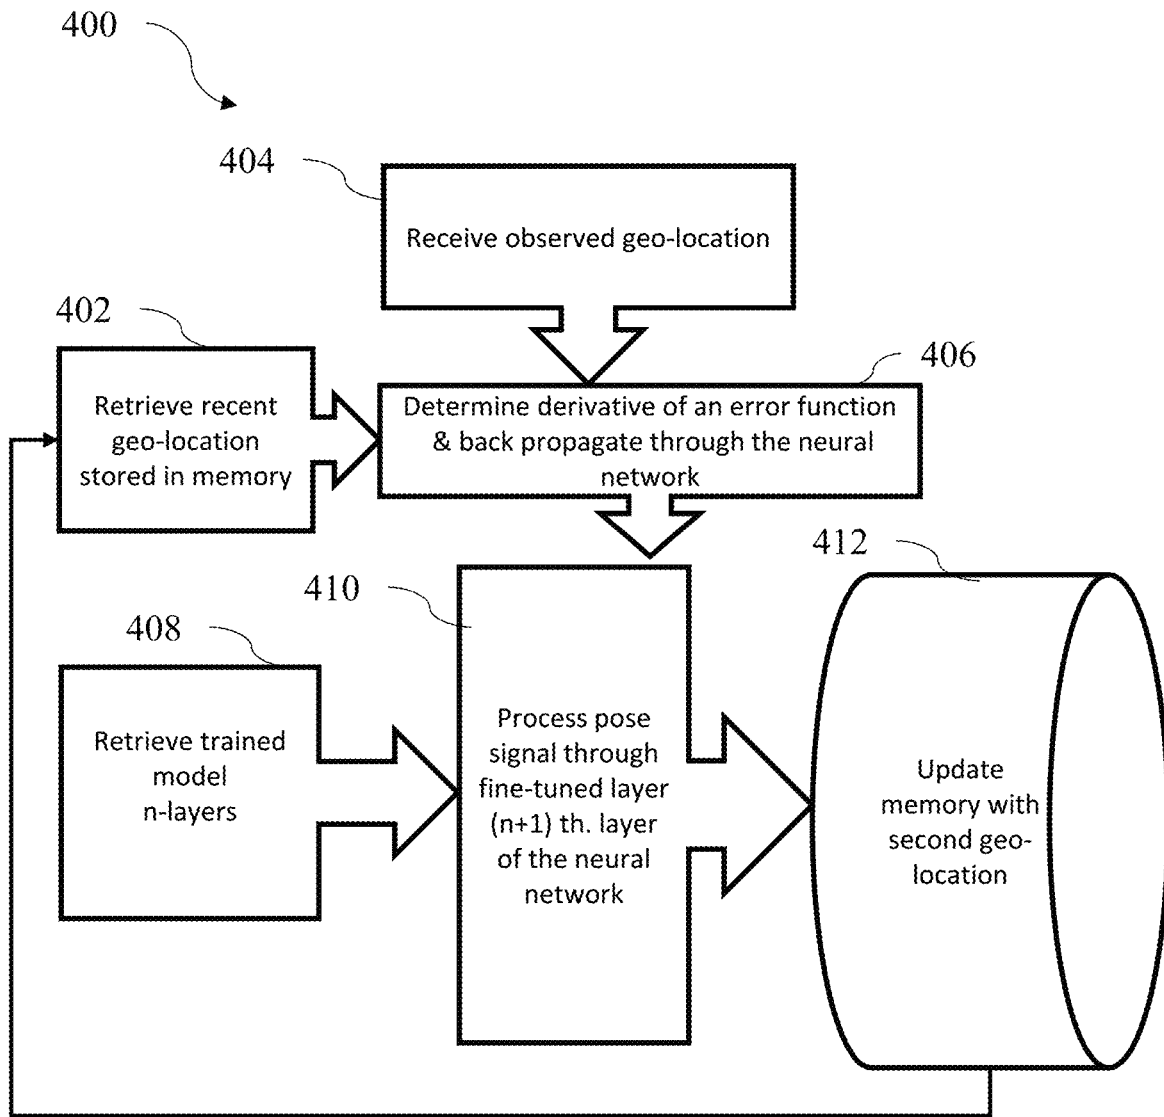 400
404
Receive observed geo-location
402
Retrieve recent
geo-location
stored in memory
406
Determine derivative of an error function
& back propagate through the neural
network
408
Retrieve trained
model
n-layers
410
Process pose
signal through
fine-tuned layer
(n+1) th. layer
of the neural
network
412
Update
memory with
second geo-
location